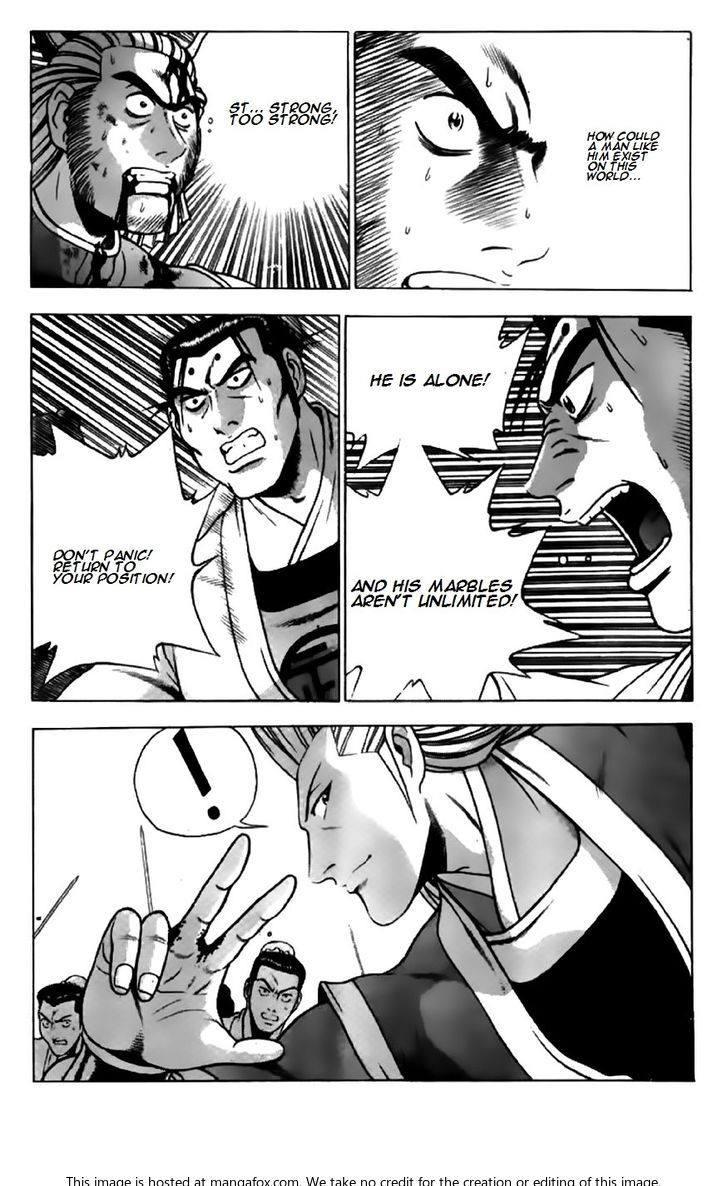 ST... STRONG,
TOO STRONG!
HOW COULD
A MAN LIKE
HIM EXIST
ON THIS
WORLD...
DON'T PANIC!
RETURN TO
YOUR POSITION!
HE IS ALONE!
AND HIS MARBLES
AREN'T UNLIMITED!
!
This image is hosted at mangafox.com. We take no credit for the creation or editing of this image.